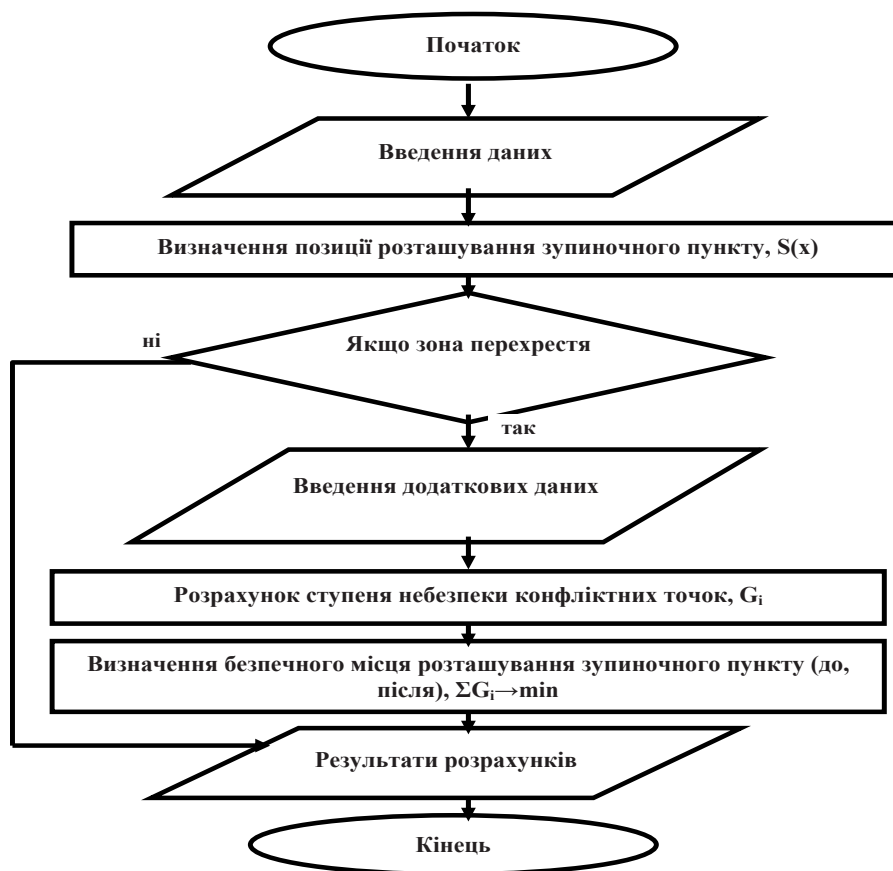 Початок
Введення даних
Визначення позиції розташування зупиночного пункту, S(x)
ні
Якщо зона перехрестя
так
Введення додаткових даних
Розрахунок ступеня небезпеки конфліктних точок, Gᵢ
Визначення безпечного місця розташування зупиночного пункту (до,
після), ΣGᵢ→min
Результати розрахунків
Кінець